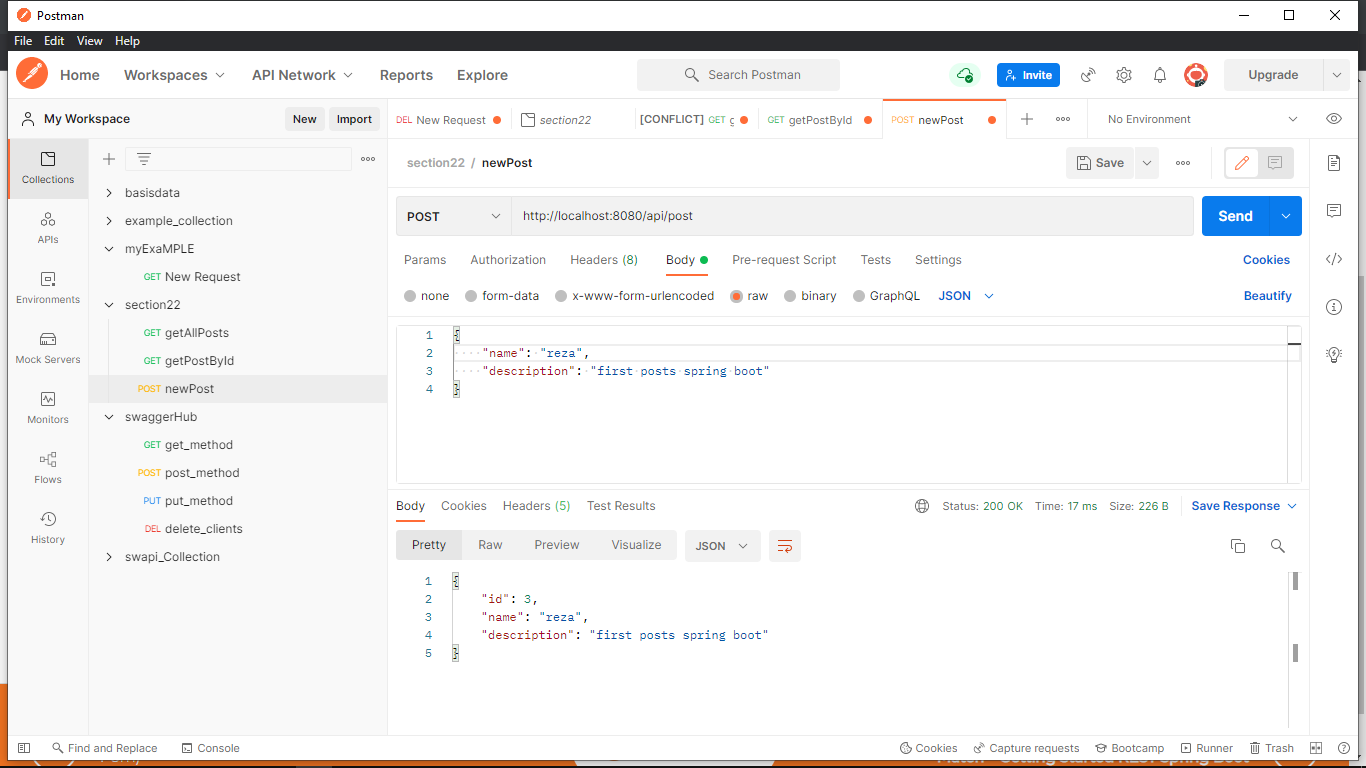 Postman
File Edit View Help
Home Workspaces API Network Reports Explore Search Postman Invite Upgrade
My Workspace New Import
DEL New Request section22 [CONFLICT] GET g GET getPostById POST newPost No Environment
Collections
APIs
Environments
Mock Servers
Monitors
Flows
History
basisdata
example_collection
myExaMPLE
GET New Request
section22
GET getAllPosts
GET getPostById
POST newPost
swaggerHub
GET get_method
POST post_method
PUT put_method
DEL delete_clients
swapi_Collection
section22 / newPost Save
POST http://localhost:8080/api/post Send
Params Authorization Headers (8) Body Pre-request Script Tests Settings Cookies
none form-data x-www-form-urlencoded raw binary GraphQL JSON Beautify
1 {
2 "name": "reza",
3 "description": "first posts spring boot"
4 }
Body Cookies Headers (5) Test Results Status: 200 OK Time: 17 ms Size: 226 B Save Response
Pretty Raw Preview Visualize JSON
1 {
2 "id": 3,
3 "name": "reza",
4 "description": "first posts spring boot"
5 }
Find and Replace Console Cookies Capture requests Bootcamp Runner Trash